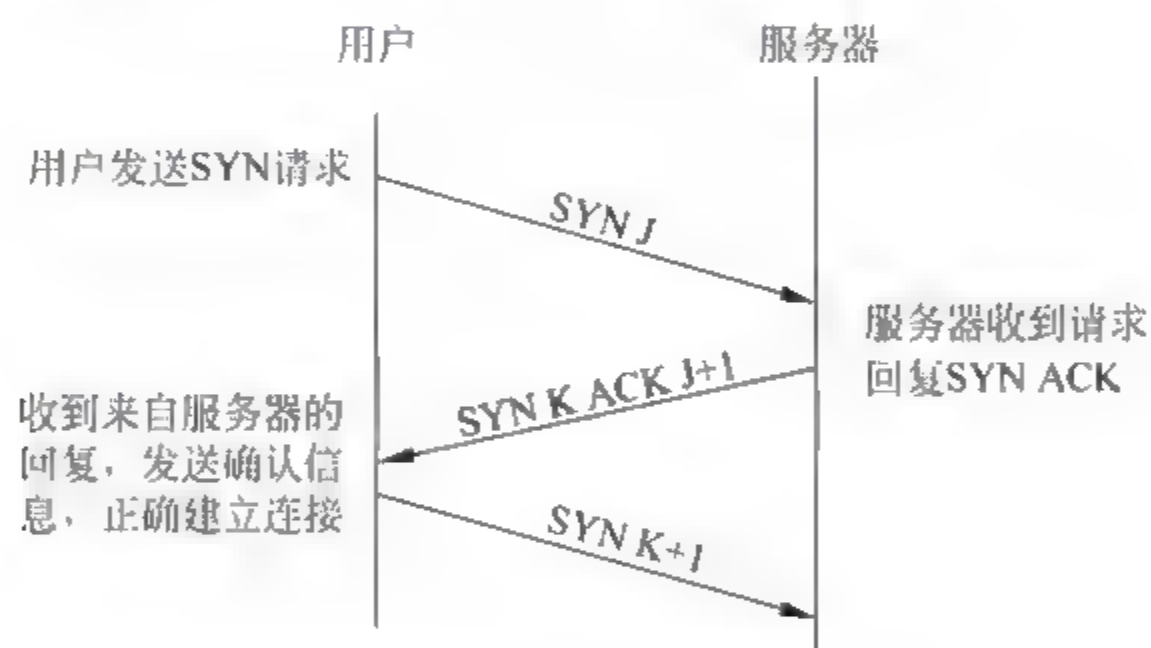 用户
服务器
用户发送SYN请求
SYN J
服务器收到请求
回复SYN ACK
SYN K ACK J+1
收到来自服务器的
回复，发送确认信
息，正确建立连接
SYN K+1